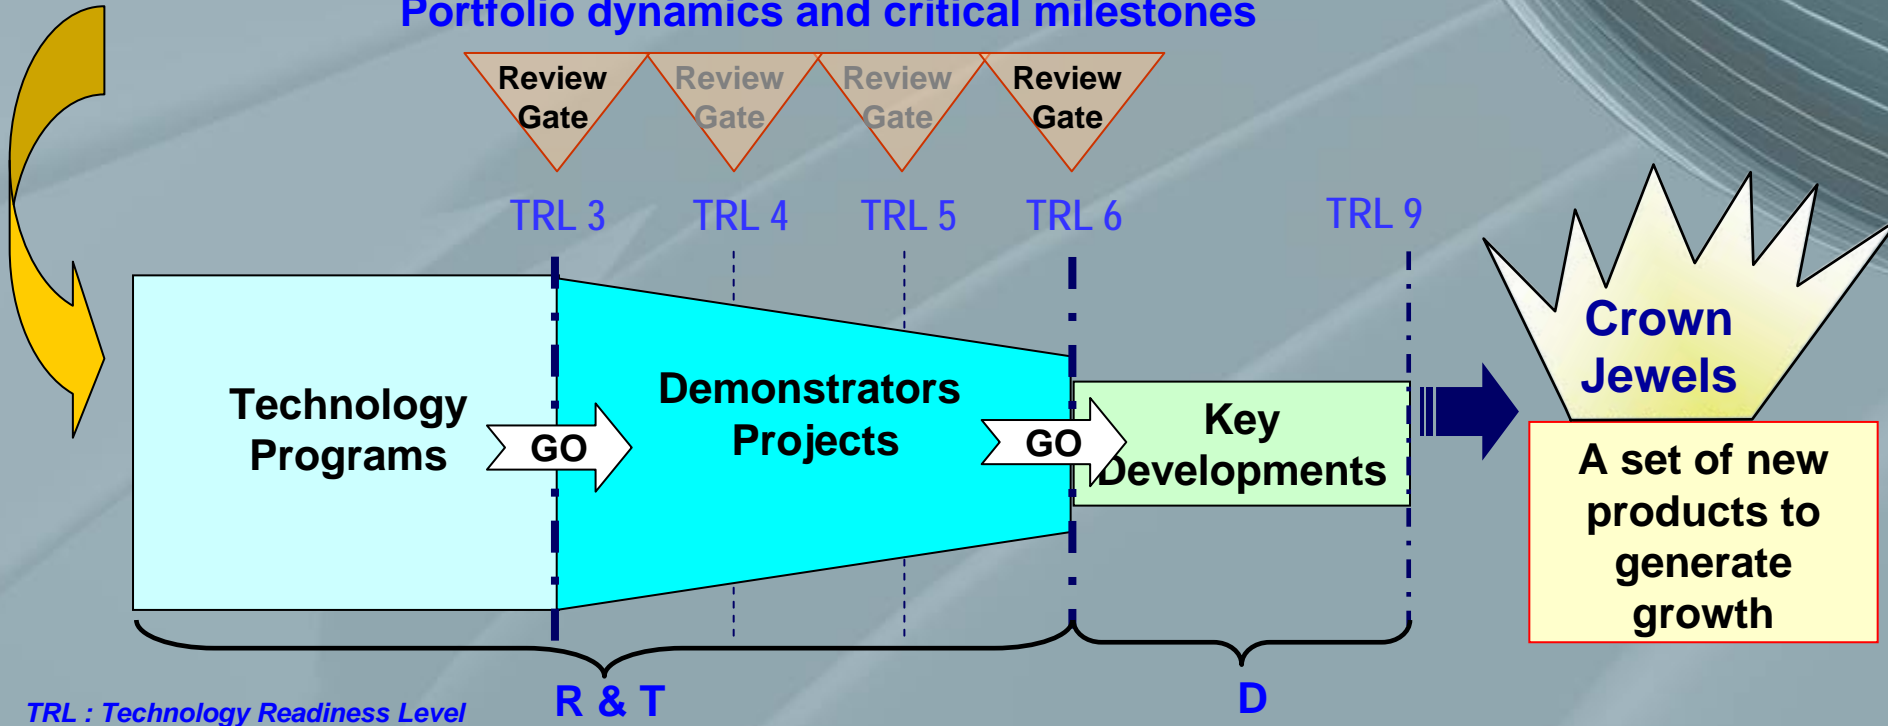 Portfolio dynamics and critical milestones
Review
Gate
Review
Gate
Review
Gate
Review
Gate
TRL 3
TRL 4
TRL 5
TRL 6
TRL 9
Technology
Programs
GO
Demonstrators
Projects
GO
Key
Developments
Crown
Jewels
A set of new
products to
generate
growth
R & T
D
TRL : Technology Readiness Level